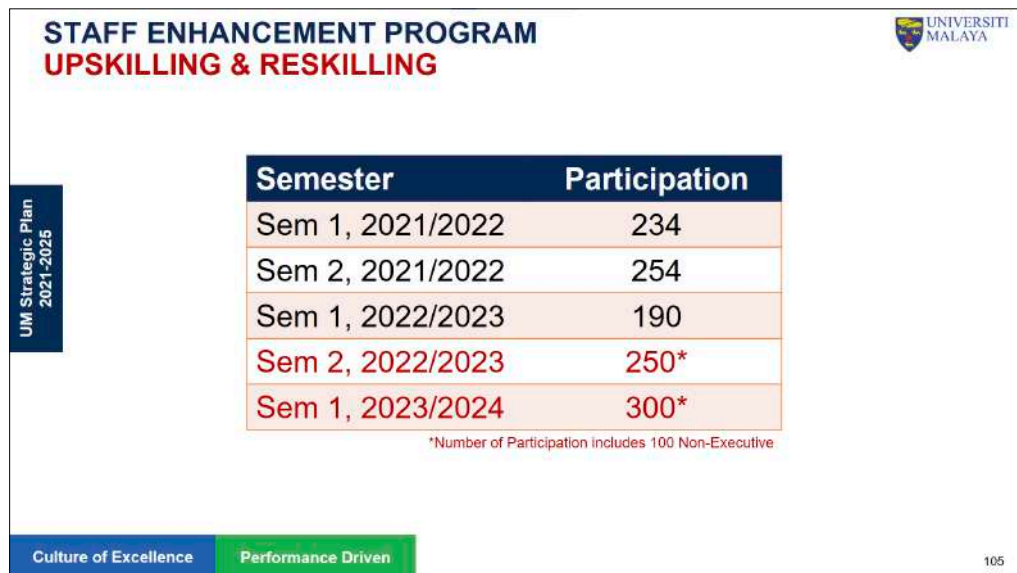 STAFF ENHANCEMENT PROGRAM
UPSKILLING & RESKILLING
UNIVERSITI
MALAYA
UM Strategic Plan
2021-2025
Semester Participation
Sem 1, 2021/2022 234
Sem 2, 2021/2022 254
Sem 1, 2022/2023 190
Sem 2, 2022/2023 250*
Sem 1, 2023/2024 300*
*Number of Participation includes 100 Non-Executive
Culture of Excellence Performance Driven
105